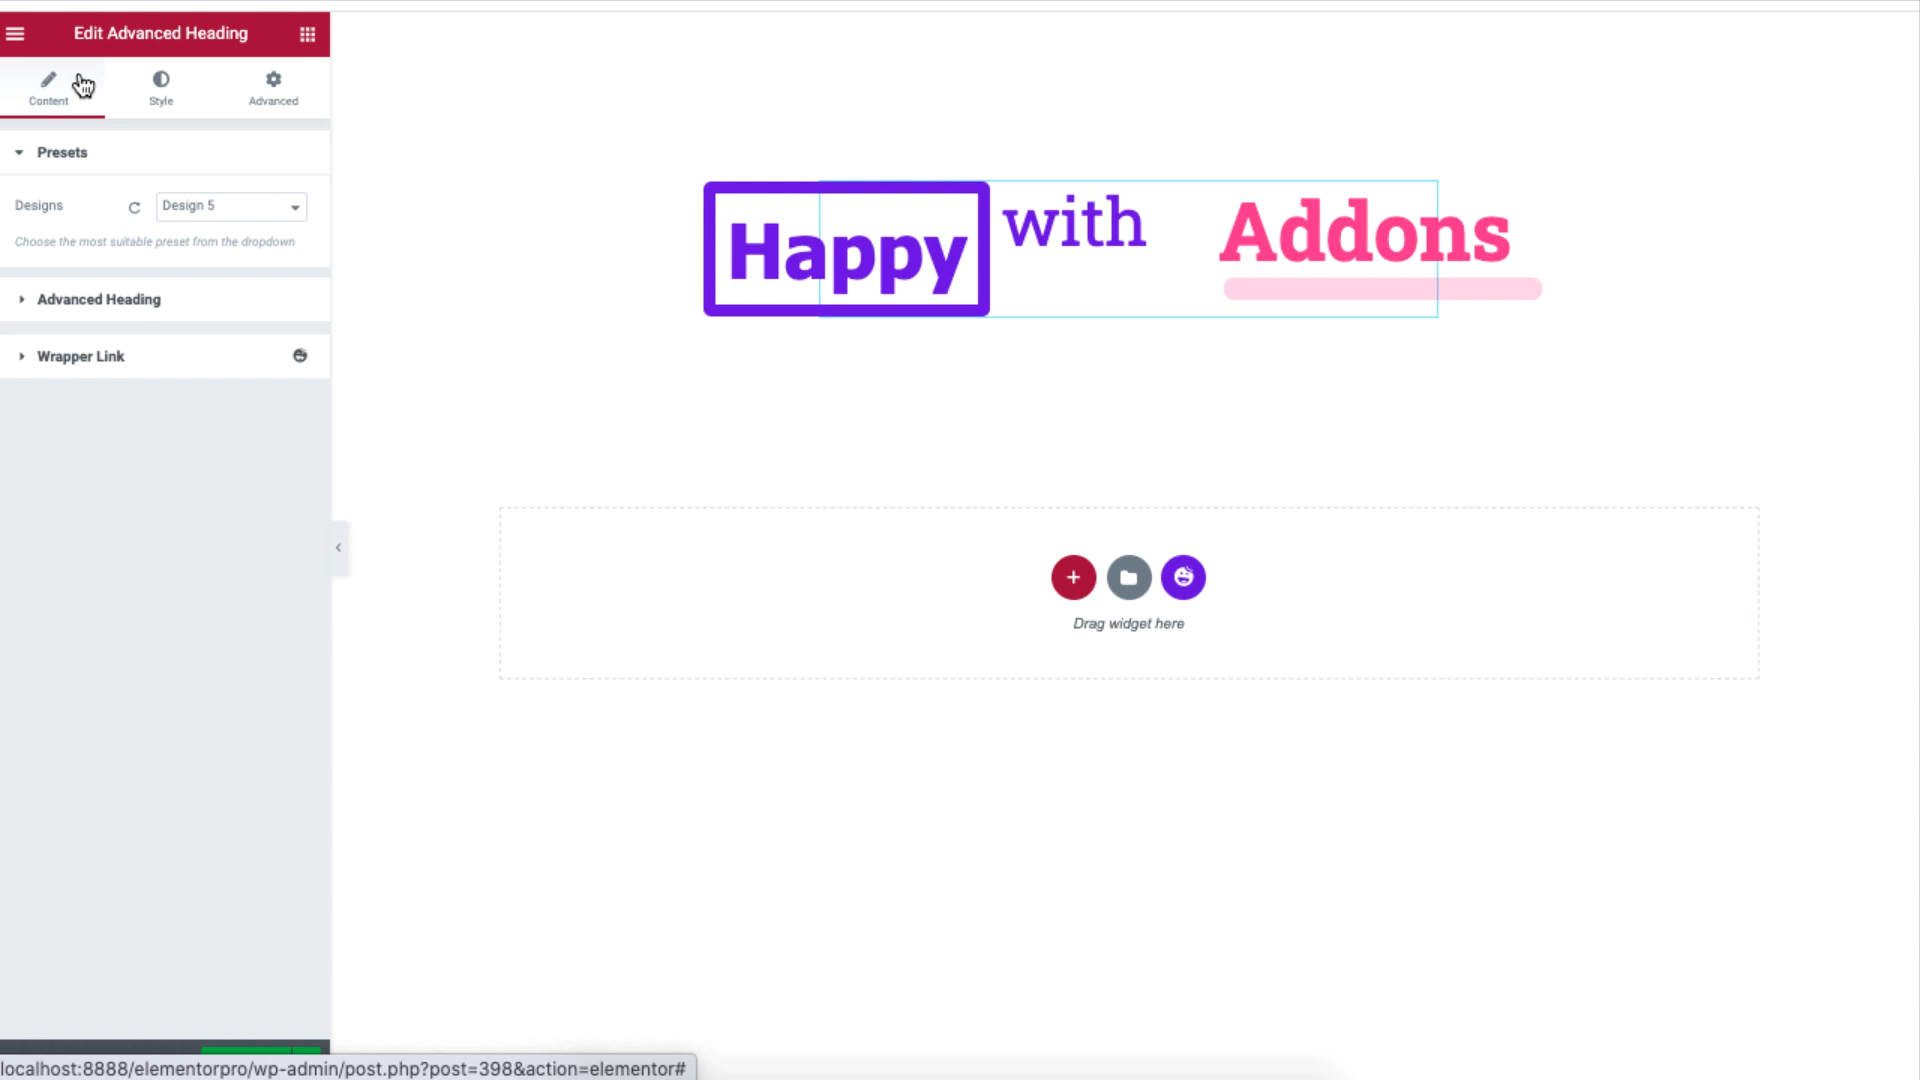 Edit Advanced Heading
Content
Style
Advanced
Presets
Designs
Design 5
Choose the most suitable preset from the dropdown
Advanced Heading
Wrapper Link
Happy with Addons
Drag widget here
localhost:8888/elementorpro/wp-admin/post.php?post=398&action=elementor#